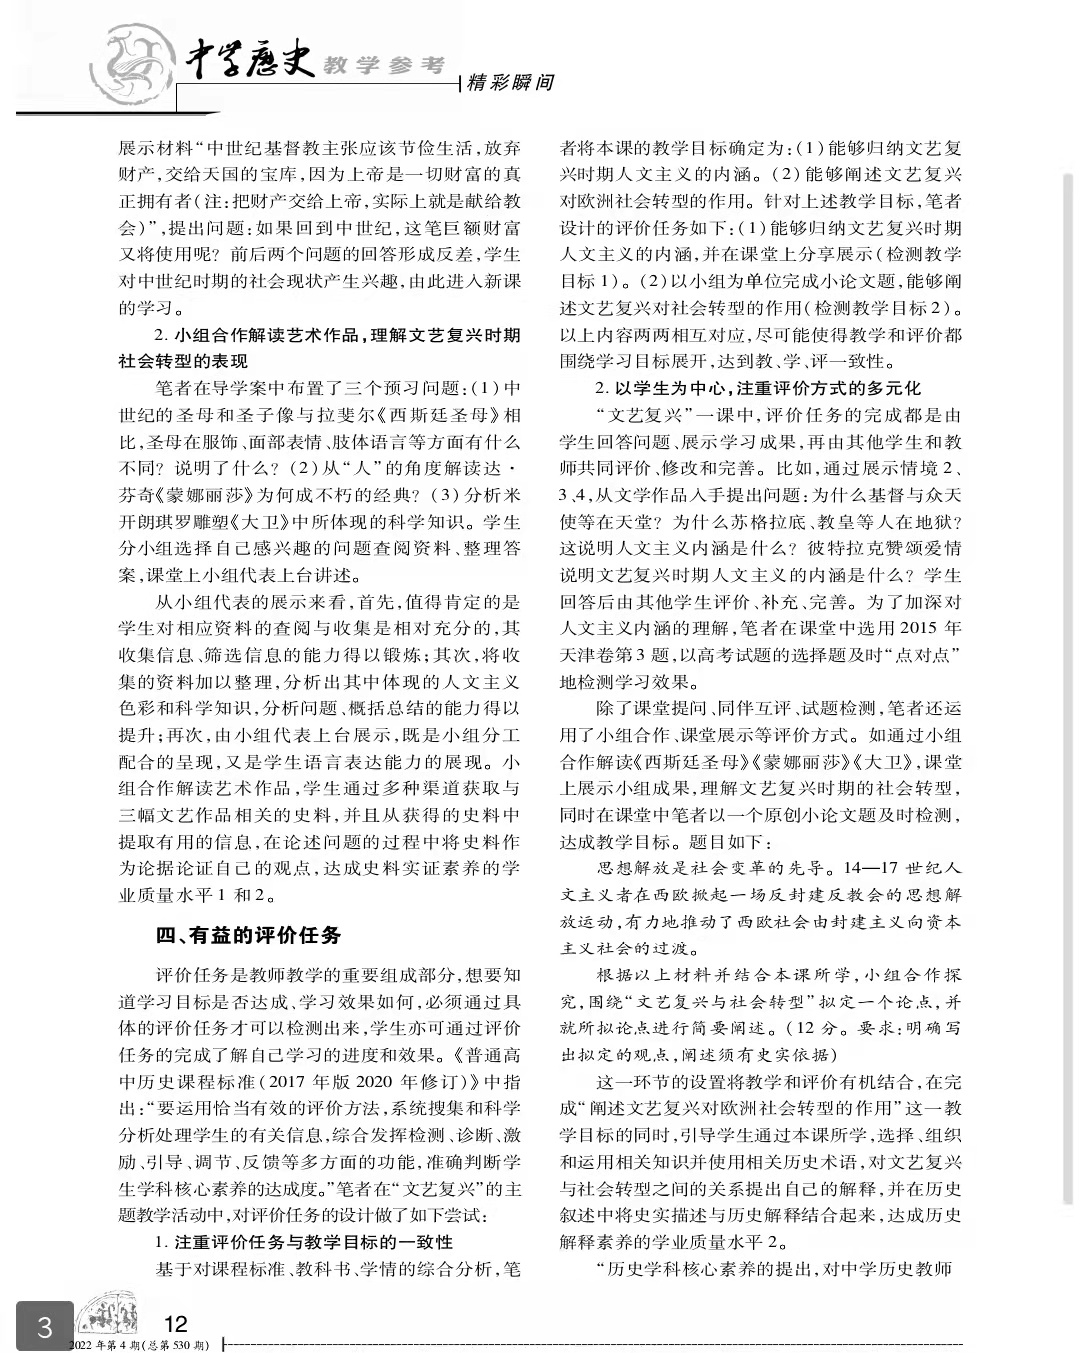 中学历史教学参考
精彩瞬间
展示材料“中世纪基督教主张应该节俭生活,放弃
财产,交给天国的宝库,因为上帝是一切财富的真
正拥有者(注:把财产交给上帝,实际上就是献给教
会)”,提出问题:如果回到中世纪,这笔巨额财富
又将使用呢? 前后两个问题的回答形成反差,学生
对中世纪时期的社会现状产生兴趣,由此进入新课
的学习。
2. 小组合作解读艺术作品,理解文艺复兴时期
社会转型的表现
笔者在导学案中布置了三个预习问题:(1)中
世纪的圣母和圣子像与拉斐尔《西斯廷圣母》相
比,圣母在服饰、面部表情、肢体语言等方面有什么
不同? 说明了什么? (2)从“人”的角度解读达·
芬奇《蒙娜丽莎》为何成不朽的经典? (3)分析米
开朗琪罗雕塑《大卫》中所体现的科学知识。学生
分小组选择自己感兴趣的问题查阅资料、整理答
案,课堂上小组代表上台讲述。
从小组代表的展示来看,首先,值得肯定的是
学生对相应资料的查阅与收集是相对充分的,其
收集信息、筛选信息的能力得以锻炼;其次,将收
集的资料加以整理,分析出其中体现的人文主义
色彩和科学知识,分析问题、概括总结的能力得以
提升;再次,由小组代表上台展示,既是小组分工
配合的呈现,又是学生语言表达能力的展现。小
组合作解读艺术作品,学生通过多种渠道获取与
三幅文艺作品相关的史料,并且从获得的史料中
提取有用的信息,在论述问题的过程中将史料作
为论据论证自己的观点,达成史料实证素养的学
业质量水平1 和2。
四、有益的评价任务
评价任务是教师教学的重要组成部分,想要知
道学习目标是否达成、学习效果如何,必须通过具
体的评价任务才可以检测出来,学生亦可通过评价
任务的完成了解自己学习的进度和效果。《普通高
中历史课程标准(2017 年版 2020 年修订)》中指
出:“要运用恰当有效的评价方法,系统搜集和科学
分析处理学生的有关信息,综合发挥检测、诊断、激
励、引导、调节、反馈等多方面的功能,准确判断学
生学科核心素养的达成度。”笔者在“文艺复兴”的主
题教学活动中,对评价任务的设计做了如下尝试:
1. 注重评价任务与教学目标的一致性
基于对课程标准、教科书、学情的综合分析,笔
者将本课的教学目标确定为:(1)能够归纳文艺复
兴时期人文主义的内涵。(2)能够阐述文艺复兴
对欧洲社会转型的作用。针对上述教学目标,笔者
设计的评价任务如下:(1)能够归纳文艺复兴时期
人文主义的内涵,并在课堂上分享展示(检测教学
目标1)。(2)以小组为单位完成小论文题,能够阐
述文艺复兴对社会转型的作用(检测教学目标2)。
以上内容两两相互对应,尽可能使得教学和评价都
围绕学习目标展开,达到教、学、评一致性。
2. 以学生为中心,注重评价方式的多元化
“文艺复兴”一课中,评价任务的完成都是由
学生回答问题、展示学习成果,再由其他学生和教
师共同评价、修改和完善。比如,通过展示情境 2、
3、4,从文学作品入手提出问题:为什么基督与众天
使等在天堂? 为什么苏格拉底、教皇等人在地狱?
这说明人文主义内涵是什么? 彼特拉克赞颂爱情
说明文艺复兴时期人文主义的内涵是什么? 学生
回答后由其他学生评价、补充、完善。为了加深对
人文主义内涵的理解,笔者在课堂中选用 2015 年
天津卷第 3 题,以高考试题的选择题及时“点对点”
地检测学习效果。
除了课堂提问、同伴互评、试题检测,笔者还运
用了小组合作、课堂展示等评价方式。如通过小组
合作解读《西斯廷圣母》《蒙娜丽莎》《大卫》,课堂
上展示小组成果,理解文艺复兴时期的社会转型,
同时在课堂中笔者以一个原创小论文题及时检测,
达成教学目标。题目如下:
思想解放是社会变革的先导。14—17 世纪人
文主义者在西欧掀起一场反封建反教会的思想解
放运动,有力地推动了西欧社会由封建主义向资本
主义社会的过渡。
根据以上材料并结合本课所学,小组合作探
究,围绕“文艺复兴与社会转型”拟定一个论点,并
就所拟论点进行简要阐述。(12 分。要求:明确写
出拟定的观点,阐述须有史实依据)
这一环节的设置将教学和评价有机结合,在完
成“阐述文艺复兴对欧洲社会转型的作用”这一教
学目标的同时,引导学生通过本课所学,选择、组织
和运用相关知识并使用相关历史术语,对文艺复兴
与社会转型之间的关系提出自己的解释,并在历史
叙述中将史实描述与历史解释结合起来,达成历史
解释素养的学业质量水平 2。
“历史学科核心素养的提出,对中学历史教师
3
12
2022 年第 4 期(总第 530 期)